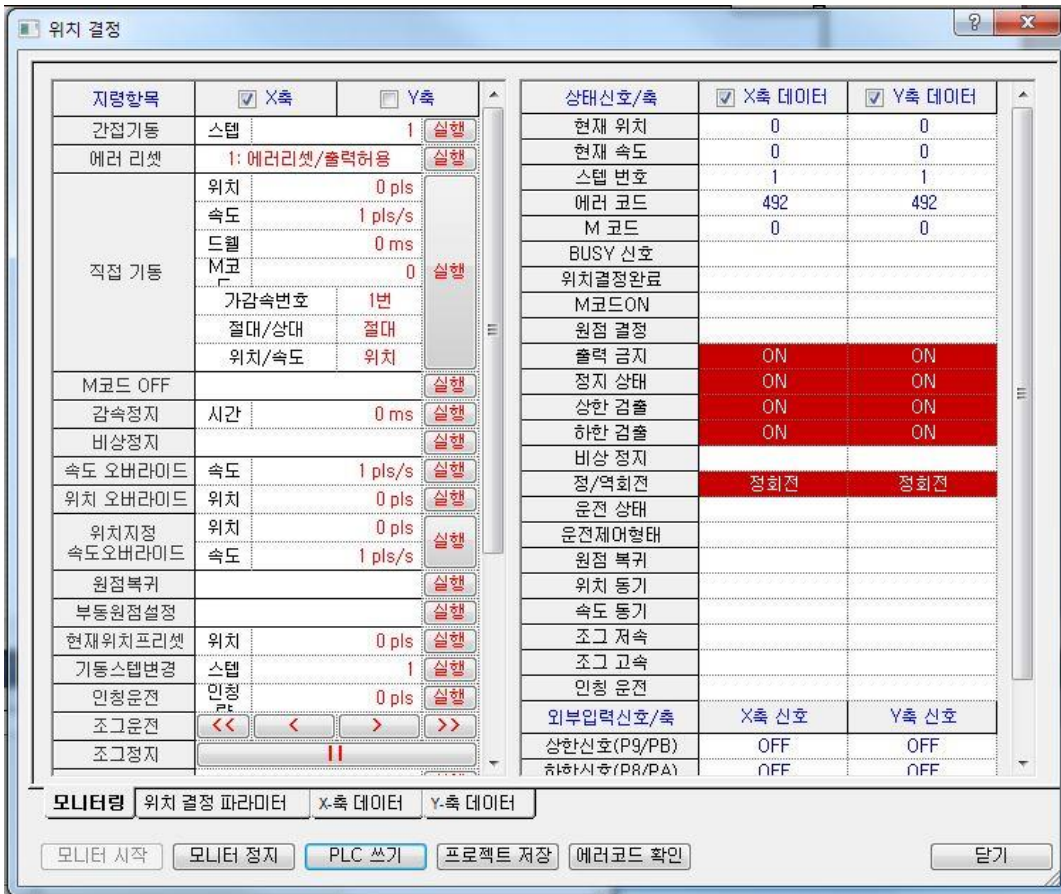 위치 결정
지령항목 X축 Y축
간접기동 스텝 1 실행
에러 리셋 1: 에러리셋/출력허용 실행
직접 기동 위치 0 pls 실행
속도 1 pls/s
드웰 0 ms
M코 0
가감속번호 1번
절대/상대 절대
위치/속도 위치
M코드 OFF 실행
감속정지 시간 0 ms 실행
비상정지 실행
속도 오버라이드 속도 1 pls/s 실행
위치 오버라이드 위치 0 pls 실행
위치지정 속도오버라이드 위치 0 pls 실행
속도 1 pls/s
원점복귀 실행
부동원점설정 실행
현재위치프리셋 위치 0 pls 실행
기동스텝변경 스텝 1 실행
인칭운전 인칭 0 pls 실행
조그운전 << < > >>
조그정지
상태신호/축 X축 데이터 Y축 데이터
현재 위치 0 0
현재 속도 0 0
스텝 번호 1 1
에러 코드 492 492
M 코드 0 0
BUSY 신호
위치결정완료
M코드ON
원점 결정
출력 금지 ON ON
정지 상태 ON ON
상한 검출 ON ON
하한 검출 ON ON
비상 정지
정/역회전 정회전 정회전
운전 상태
운전제어형태
원점 복귀
위치 동기
속도 동기
조그 저속
조그 고속
인칭 운전
외부입력신호/축 X축 신호 Y축 신호
상한신호(P9/PB) OFF OFF
하한신호(P8/PA) OFF OFF
모니터링 위치 결정 파라미터 X-축 데이터 Y-축 데이터
모니터 시작 모니터 정지 PLC 쓰기 프로젝트 저장 에러코드 확인 닫기